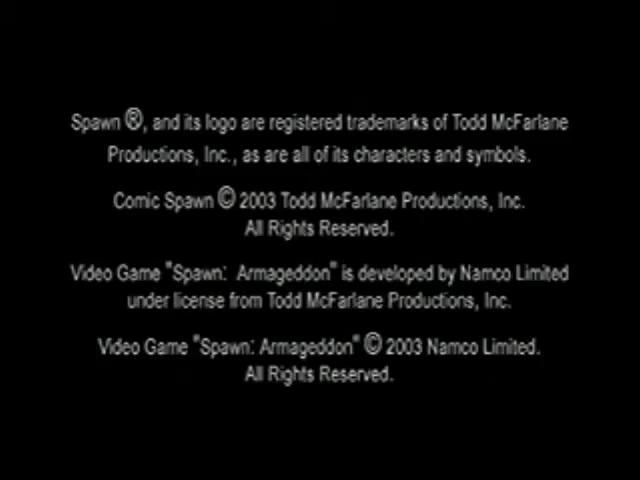 Spawn ®, and its logo are registered trademarks of Todd McFarlane
Productions, Inc., as are all of its characters and symbols.
Comic Spawn © 2003 Todd McFarlane Productions, Inc.
All Rights Reserved.
Video Game "Spawn: Armageddon" is developed by Namco Limited
under license from Todd McFarlane Productions, Inc.
Video Game "Spawn: Armageddon" © 2003 Namco Limited.
All Rights Reserved.